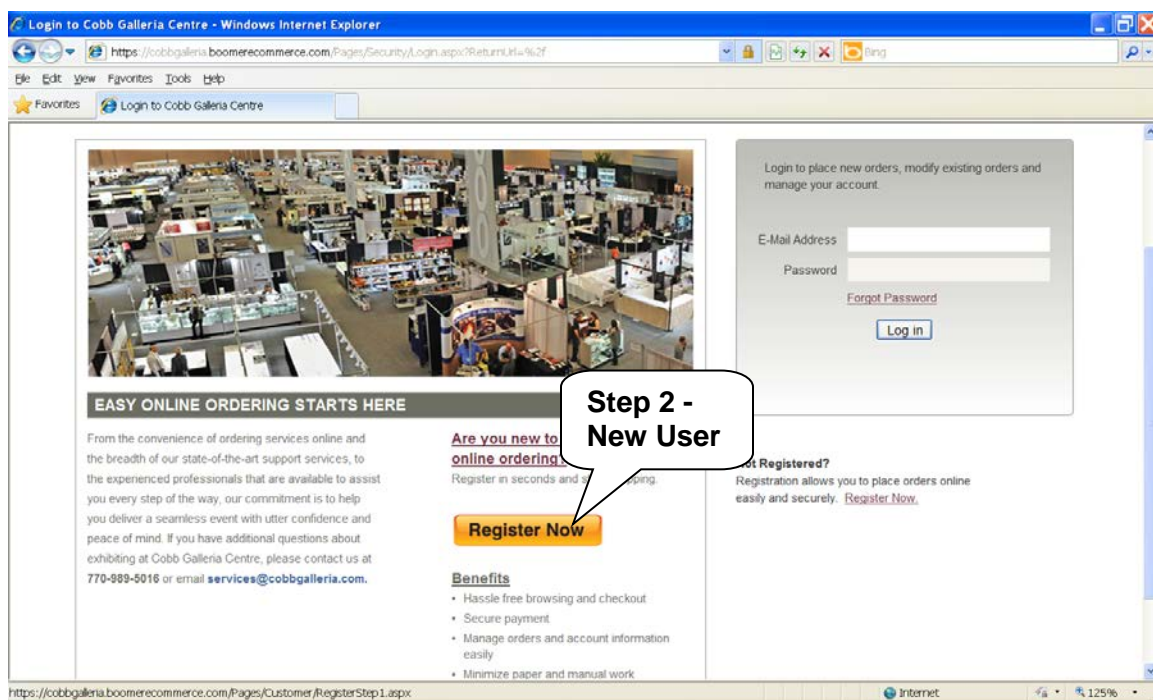 Login to Cobb Galleria Centre - Windows Internet Explorer
https://cobbgalleria.boomerecommerce.com/Pages/Security/Login.aspx?ReturnUrl=%2f
Bing
File Edit View Favorites Tools Help
Favorites
Login to Cobb Galleria Centre
Login to place new orders, modify existing orders and
manage your account.
E-Mail Address
Password
Forgot Password
Log in
EASY ONLINE ORDERING STARTS HERE
Step 2 -
New User
From the convenience of ordering services online and
the breadth of our state-of-the-art support services, to
the experienced professionals that are available to assist
you every step of the way, our commitment is to help
you deliver a seamless event with utter confidence and
peace of mind. If you have additional questions about
exhibiting at Cobb Galleria Centre, please contact us at
770-989-5016 or email services@cobbgalleria.com.
Are you new to
online ordering?
Register in seconds and
Register Now
Benefits
• Hassle free browsing and checkout
• Secure payment
• Manage orders and account information
easily
• Minimize paper and manual work
Registered?
Registration allows you to place orders online
easily and securely. Register Now.
https://cobbgalleria.boomerecommerce.com/Pages/Customer/RegisterStep1.aspx
Internet
125%